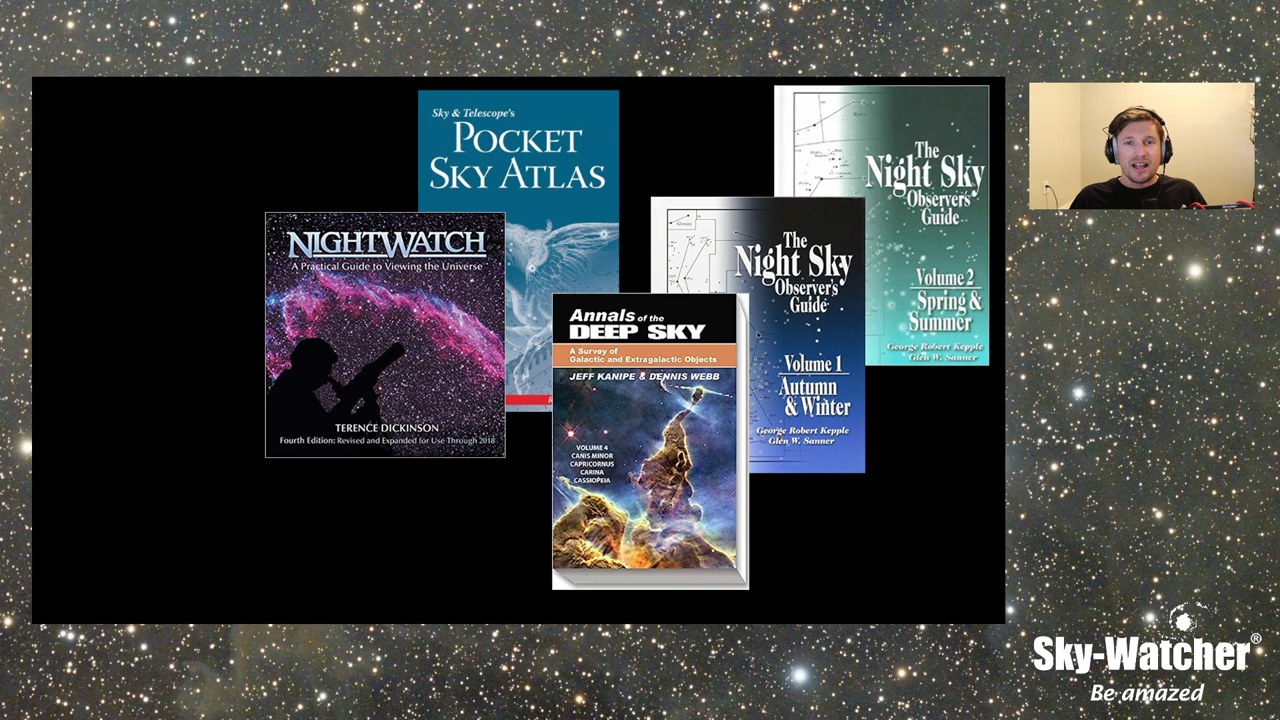 Sky & Telescope's
POCKET
SKY ATLAS
NIGHTWATCH
A Practical Guide to Viewing the Universe
TERENCE DICKINSON
Fourth Edition: Revised and Expanded for Use Through 2018
Annals of the
DEEP SKY
A Survey of
Galactic and Extragalactic Objects
JEFF KANIPE & DENNIS WEBB
VOLUME 4
CANIS MINOR
CAPRICORNUS
CARINA
CASSIOPEIA
The
Night Sky
Observer's
Guide
Volume 1
Autumn
& Winter
George Robert Kepple
Glen W. Sanner
The
Night Sky
Observer's
Guide
Volume 2
Spring &
Summer
George Robert Kepple
Glen W. Sanner
Sky-Watcher®
Be amazed